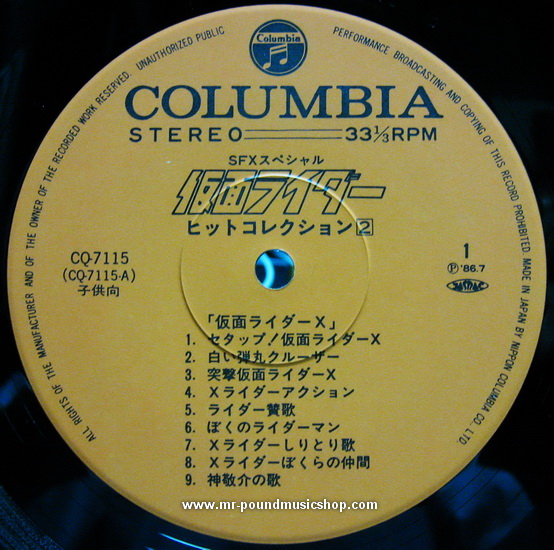 ALL RIGHTS OF THE MANUFACTURER AND OF THE OWNER OF THE RECORDED WORK RESERVED. UNAUTHORIZED PUBLIC PERFORMANCE BROADCASTING AND COPYING OF THIS RECORD PROHIBITED MADE IN JAPAN BY NIPPON COLUMBIA CO. LTD.
Columbia
COLUMBIA
STEREO 33⅓RPM
SFXスペシャル
仮面ライダー
ヒットコレクション2
CQ-7115
(CQ-7115-A)
子供向
1
Ⓟ'86.7
JASRAC
「仮面ライダーX」
1. セタップ!仮面ライダーX
2. 白い弾丸クルーザー
3. 突撃仮面ライダーX
4. Xライダーアクション
5. ライダー賛歌
6. ぼくのライダーマン
7. Xライダーしりとり歌
8. Xライダーぼくらの仲間
9. 神敬介の歌
www.mr-poundmusicshop.com